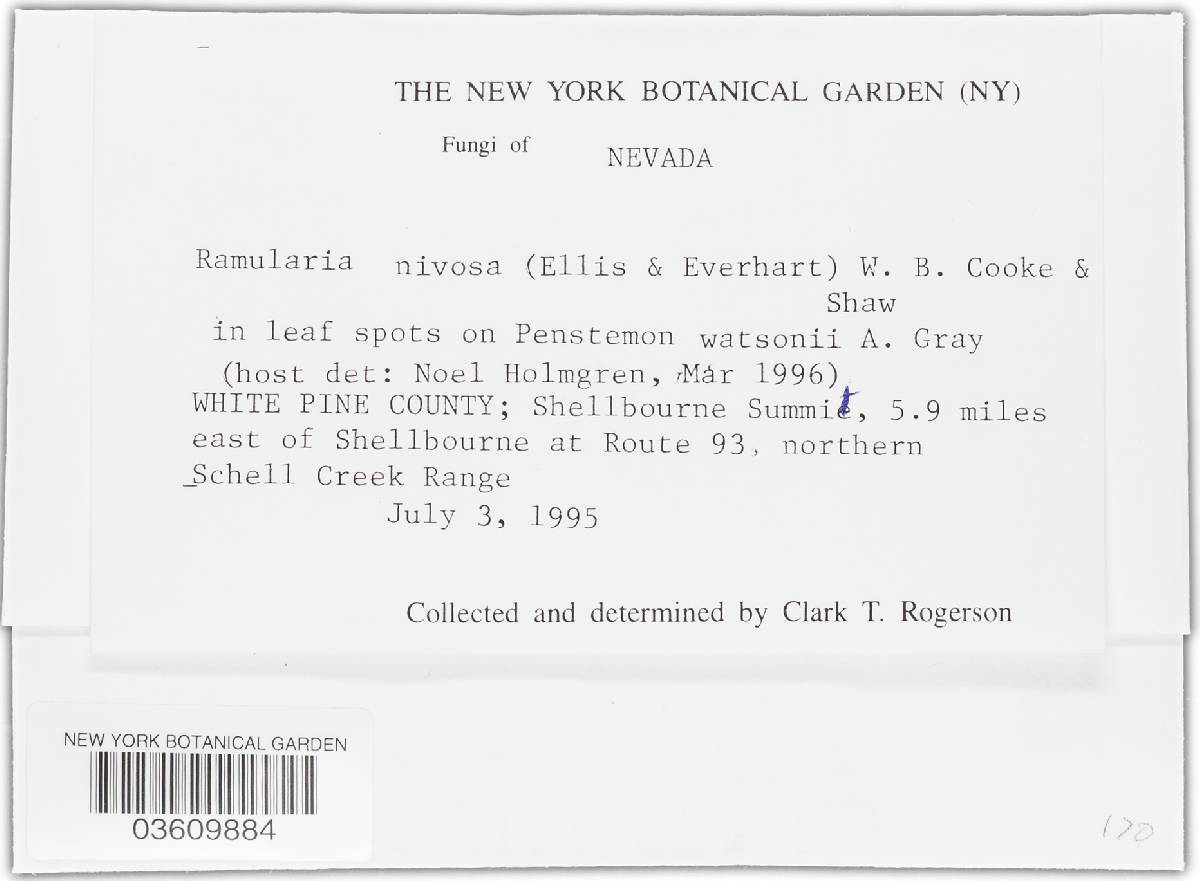 THE NEW YORK BOTANICAL GARDEN (NY)
Fungi of NEVADA
Ramularia nivosa (Ellis & Everhart) W. B. Cooke &
Shaw
in leaf spots on Penstemon watsonii A. Gray
(host det: Noel Holmgren, Mar 1996)
WHITE PINE COUNTY; Shellbourne Summit, 5.9 miles
east of Shellbourne at Route 93, northern
Schell Creek Range
July 3, 1995
Collected and determined by Clark T. Rogerson
NEW YORK BOTANICAL GARDEN
03609884
170